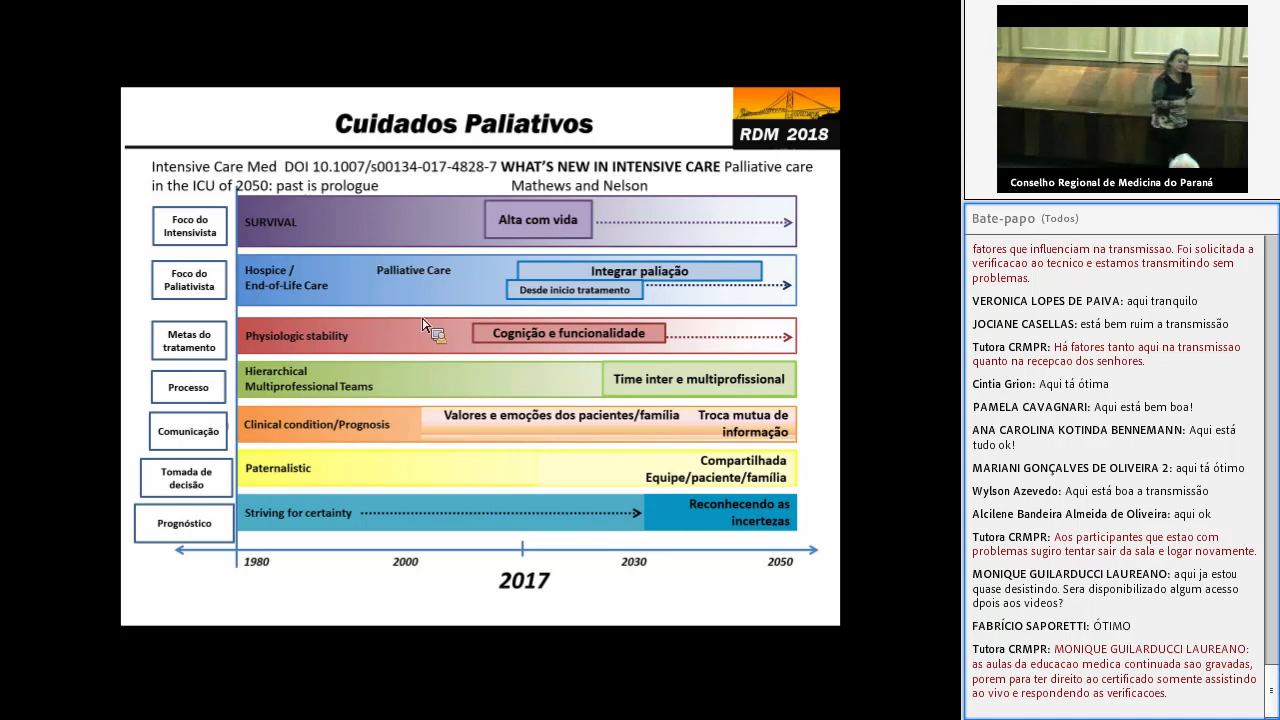 Cuidados Paliativos
RDM 2018
Intensive Care Med DOI 10.1007/s00134-017-4828-7 WHAT'S NEW IN INTENSIVE CARE Palliative care
in the ICU of 2050: past is prologue Mathews and Nelson
Foco do
Intensivista
SURVIVAL
Alta com vida
Foco do
Paliativista
Hospice /
End-of-Life Care
Palliative Care
Integrar paliação
Desde inicio tratamento
Metas do
tratamento
Physiologic stability
Cognição e funcionalidade
Processo
Hierarchical
Multiprofessional Teams
Time inter e multiprofissional
Comunicação
Clinical condition/Prognosis
Valores e emoções dos pacientes/família
Troca mutua de
informação
Tomada de
decisão
Paternalistic
Compartilhada
Equipe/paciente/família
Prognóstico
Striving for certainty
Reconhecendo as
incertezas
1980 2000 2030 2050
2017
Conselho Regional de Medicina do Paraná
Bate-papo (Todos)
fatores que influenciam na transmissao. Foi solicitada a
verificacao ao tecnico e estamos transmitindo sem
problemas.
VERONICA LOPES DE PAIVA: aqui tranquilo
JOCIANE CASELLAS: está bém ruim a transmissão
Tutora CRMPR: Há fatores tanto aqui na transmissao
quanto na recepcao dos senhores.
Cintia Grion: Aqui tá ótima
PAMELA CAVAGNARI: Aqui está bem boa!
ANA CAROLINA KOTINDA BENNEMANN: Aqui está
tudo ok!
MARIANI GONÇALVES DE OLIVEIRA 2: aqui tá ótimo
Wylson Azevedo: Aqui está boa a transmissão
Alcilene Bandeira Almeida de Oliveira: aqui ok
Tutora CRMPR: Aos participantes que estao com
problemas sugiro tentar sair da sala e logar novamente.
MONIQUE GUILARDUCCI LAUREANO: aqui ja estou
quase desistindo. Sera disponibilizado algum acesso
dpois aos videos?
FABRÍCIO SAPORETTI: ÓTIMO
Tutora CRMPR: MONIQUE GUILARDUCCI LAUREANO:
as aulas da educacao medica continuada sao gravadas,
porem para ter direito ao certificado somente assistindo
ao vivo e respondendo as verificacoes.